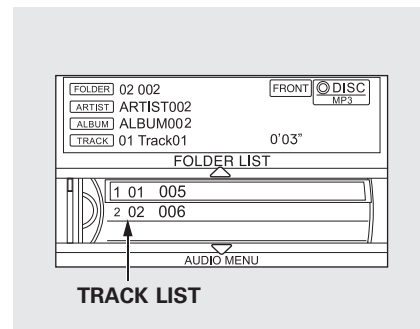 FOLDER 02 002 FRONT DISC
MP3
ARTIST ARTIST002
ALBUM ALBUM002
TRACK 01 Track01 0'03"
FOLDER LIST
1 01 005
2 02 006
AUDIO MENU
TRACK LIST